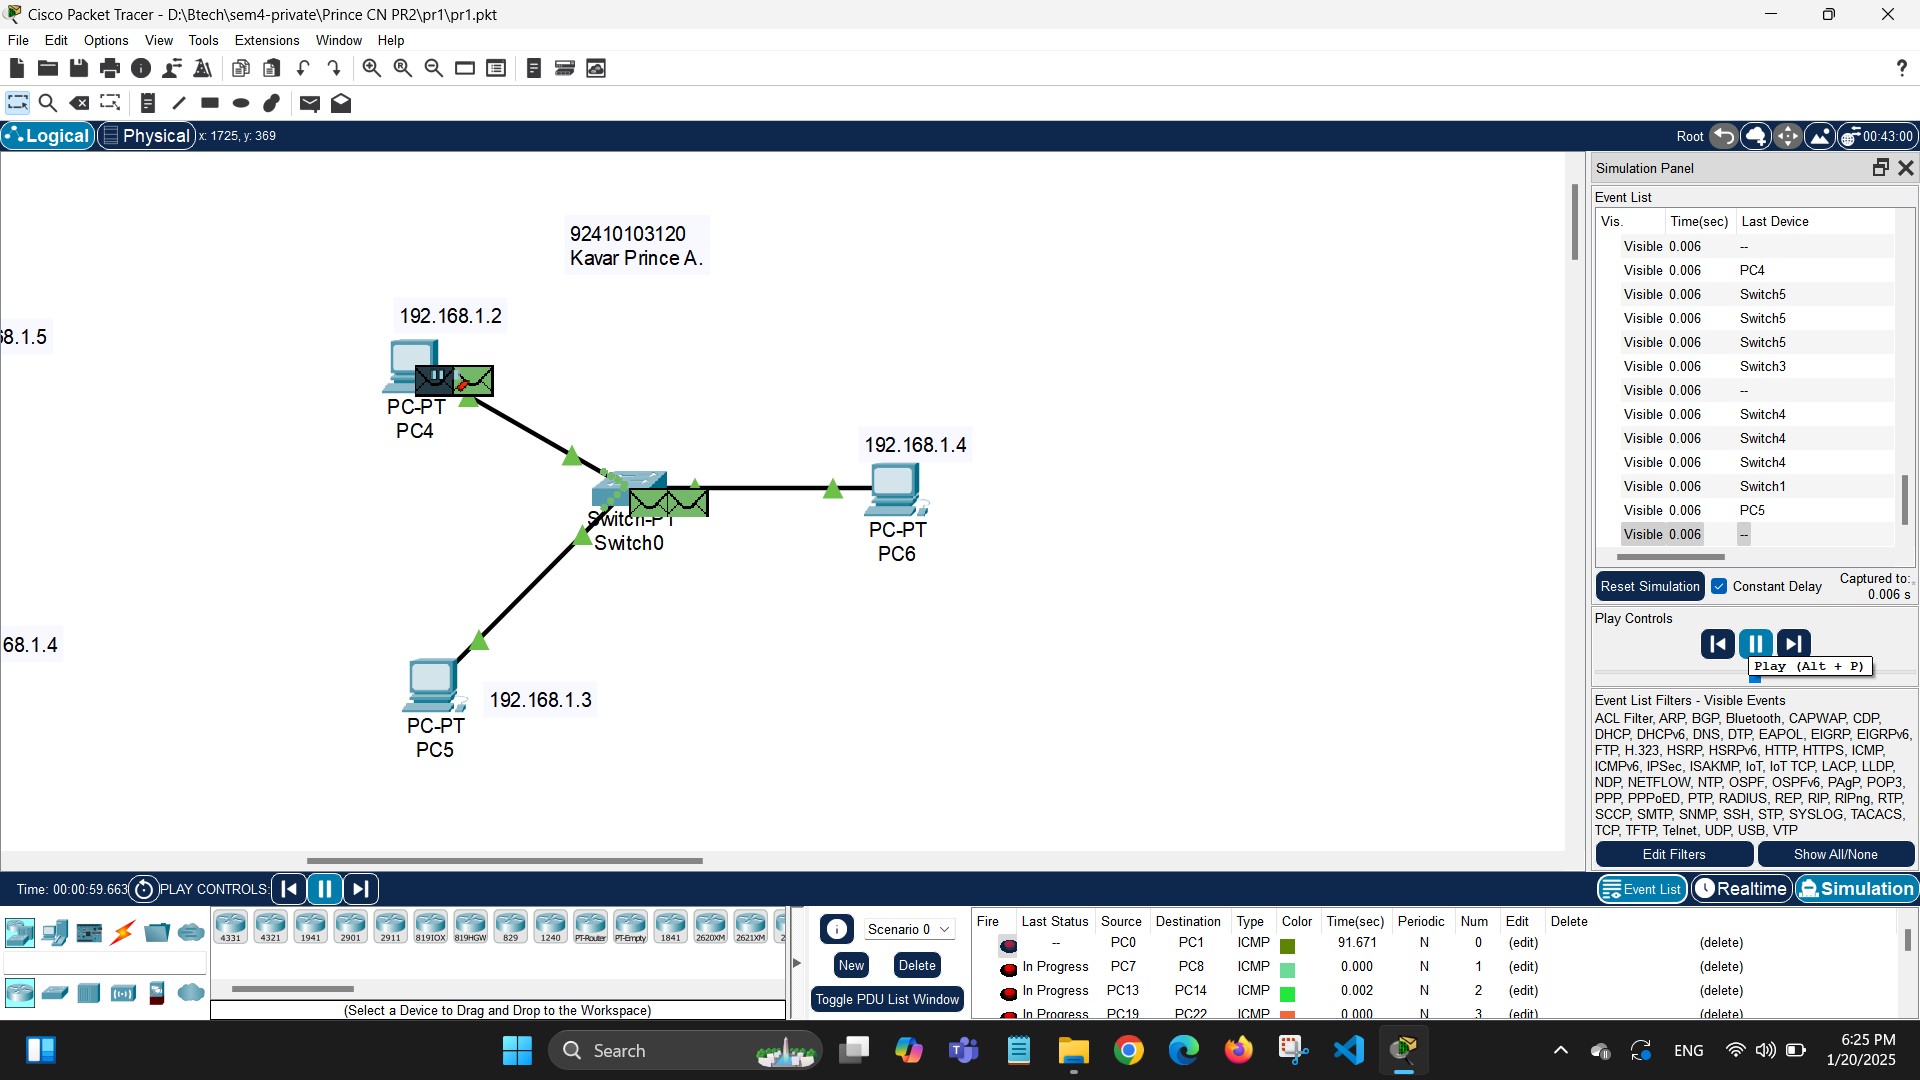 Cisco Packet Tracer - D:\Btech\sem4-private\Prince CN PR2\pr1\pr1.pkt
File Edit Options View Tools Extensions Window Help
?
Logical Physical x: 1725, y: 369
Root 00:43:00
92410103120
Kavar Prince A.
192.168.1.2
68.1.5
PC-PT
PC4
192.168.1.4
Switch-PT
Switch0
PC-PT
PC6
68.1.4
192.168.1.3
PC-PT
PC5
Simulation Panel
Event List
Vis. Time(sec) Last Device
Visible 0.006 --
Visible 0.006 PC4
Visible 0.006 Switch5
Visible 0.006 Switch5
Visible 0.006 Switch5
Visible 0.006 Switch3
Visible 0.006 --
Visible 0.006 Switch4
Visible 0.006 Switch4
Visible 0.006 Switch4
Visible 0.006 Switch1
Visible 0.006 PC5
Visible 0.006 --
Reset Simulation Constant Delay Captured to:
0.006 s
Play Controls
Play (Alt + P)
Event List Filters - Visible Events
ACL Filter, ARP, BGP, Bluetooth, CAPWAP, CDP,
DHCP, DHCPv6, DNS, DTP, EAPOL, EIGRP, EIGRPv6,
FTP, H.323, HSRP, HSRPv6, HTTP, HTTPS, ICMP,
ICMPv6, IPSec, ISAKMP, IoT, IoT TCP, LACP, LLDP,
NDP, NETFLOW, NTP, OSPF, OSPFv6, PAgP, POP3,
PPP, PPPoED, PTP, RADIUS, REP, RIP, RIPng, RTP,
SCCP, SMTP, SNMP, SSH, STP, SYSLOG, TACACS,
TCP, TFTP, Telnet, UDP, USB, VTP
Edit Filters Show All/None
Time: 00:00:59.663 PLAY CONTROLS:
Event List Realtime Simulation
4331 4321 1941 2901 2911 819IOX 819HGW 829 1240 PT-Router PT-Empty 1841 2620XM 2621XM 2
(Select a Device to Drag and Drop to the Workspace)
Scenario 0
New Delete
Toggle PDU List Window
Fire Last Status Source Destination Type Color Time(sec) Periodic Num Edit Delete
-- PC0 PC1 ICMP 91.671 N 0 (edit) (delete)
In Progress PC7 PC8 ICMP 0.000 N 1 (edit) (delete)
In Progress PC13 PC14 ICMP 0.002 N 2 (edit) (delete)
In Progress PC19 PC22 ICMP 0.000 N 3 (edit) (delete)
Search
ENG
6:25 PM
1/20/2025